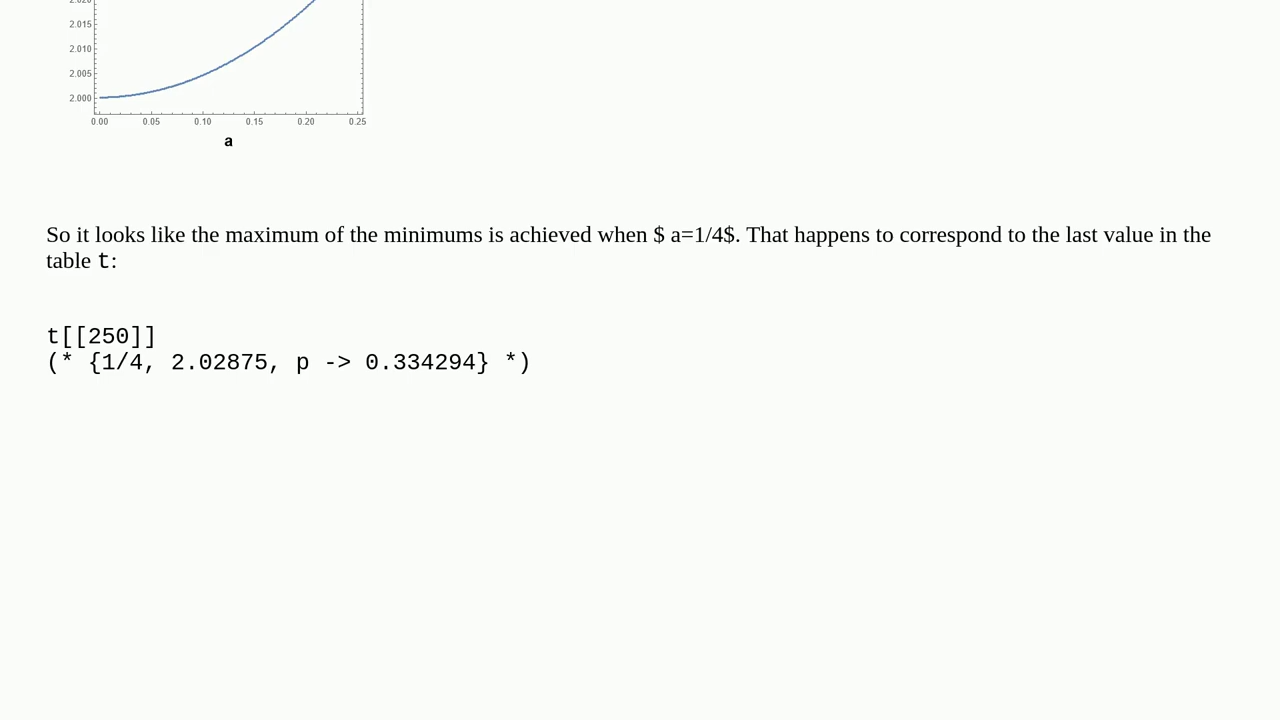 2.020
2.015
2.010
2.005
2.000
0.00 0.05 0.10 0.15 0.20 0.25
a
So it looks like the maximum of the minimums is achieved when $ a=1/4$. That happens to correspond to the last value in the
table t:
t[[250]]
(* {1/4, 2.02875, p -> 0.334294} *)